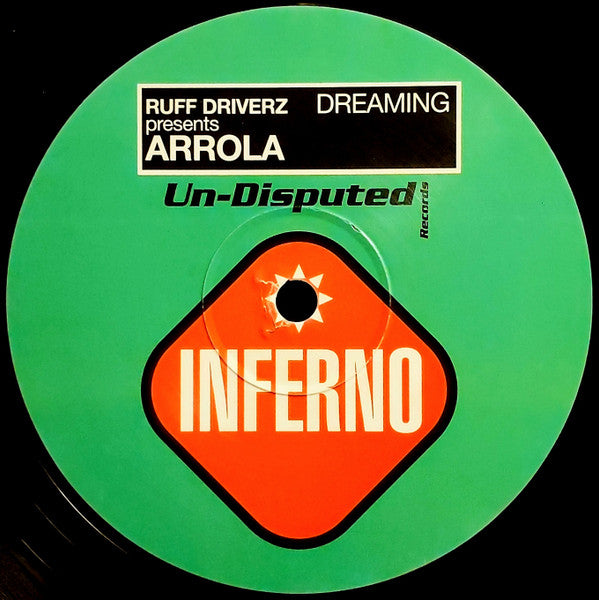 RUFF DRIVERZ DREAMING
presents
ARROLA
Un-Disputed
Records
INFERNO